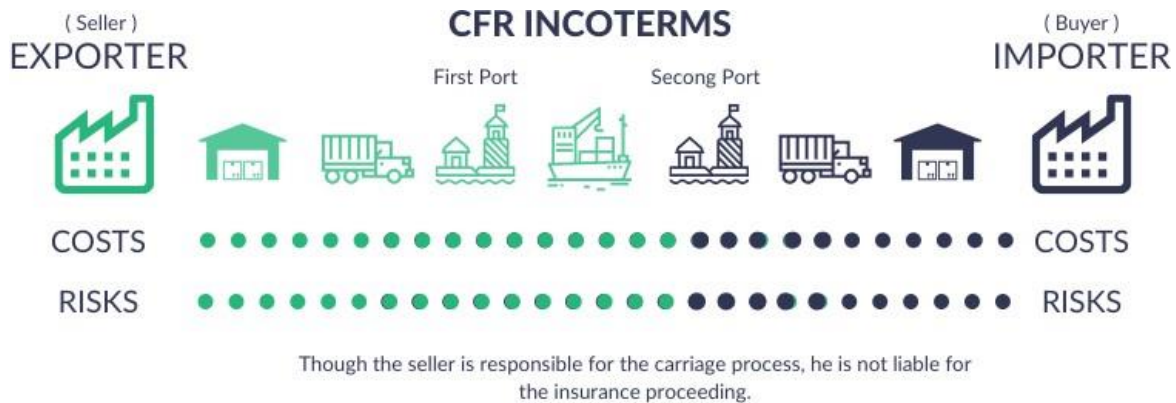 ( Seller )
EXPORTER
CFR INCOTERMS
( Buyer )
IMPORTER
First Port
Secong Port
COSTS
COSTS
RISKS
RISKS
Though the seller is responsible for the carriage process, he is not liable for
the insurance proceeding.